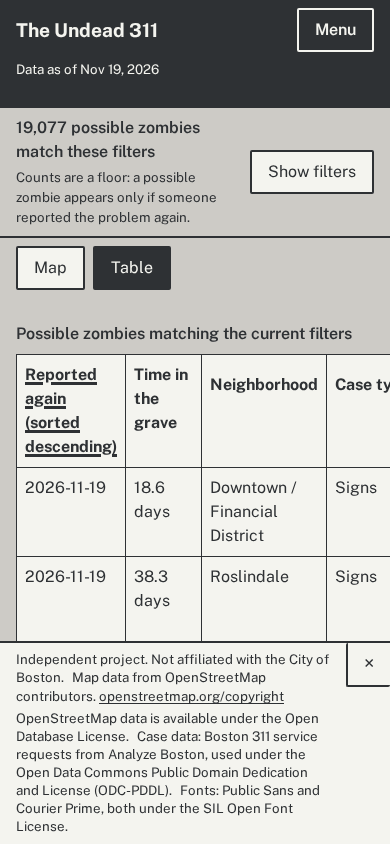 The Undead 311
Menu
Data as of Nov 19, 2026
19,077 possible zombies
match these filters
Counts are a floor: a possible
zombie appears only if someone
reported the problem again.
Show filters
Map
Table
Possible zombies matching the current filters
Reported
again
(sorted
descending)
Time in
the
grave
Neighborhood
Case ty
2026-11-19
18.6
days
Downtown /
Financial
District
Signs
2026-11-19
38.3
days
Roslindale
Signs
Independent project. Not affiliated with the City of
Boston. Map data from OpenStreetMap
contributors. openstreetmap.org/copyright
×
OpenStreetMap data is available under the Open
Database License. Case data: Boston 311 service
requests from Analyze Boston, used under the
Open Data Commons Public Domain Dedication
and License (ODC-PDDL). Fonts: Public Sans and
Courier Prime, both under the SIL Open Font
License.